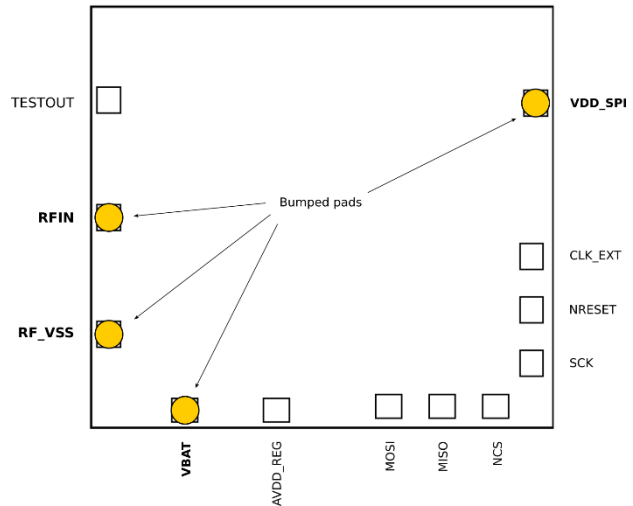 TESTOUT
VDD_SPI
Bumped pads
RFIN
CLK_EXT
NRESET
RF_VSS
SCK
VBAT
AVDD_REG
MOSI
MISO
NCS